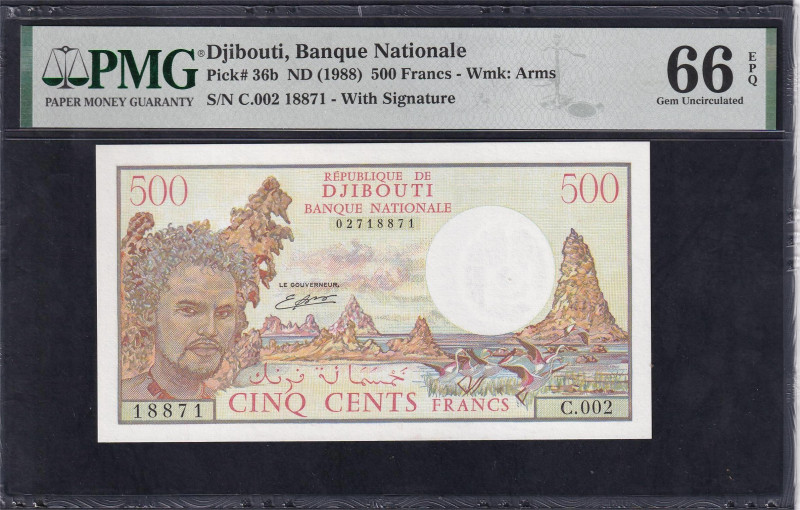 PMG®
PAPER MONEY GUARANTY
Djibouti, Banque Nationale
Pick# 36b ND (1988) 500 Francs - Wmk: Arms
S/N C.002 18871 - With Signature
66 EPQ
Gem Uncirculated
500
RÉPUBLIQUE DE
DJIBOUTI
BANQUE NATIONALE
02718871
500
LE GOUVERNEUR,
خمسمائة فرنك
18871
CINQ CENTS FRANCS
C.002